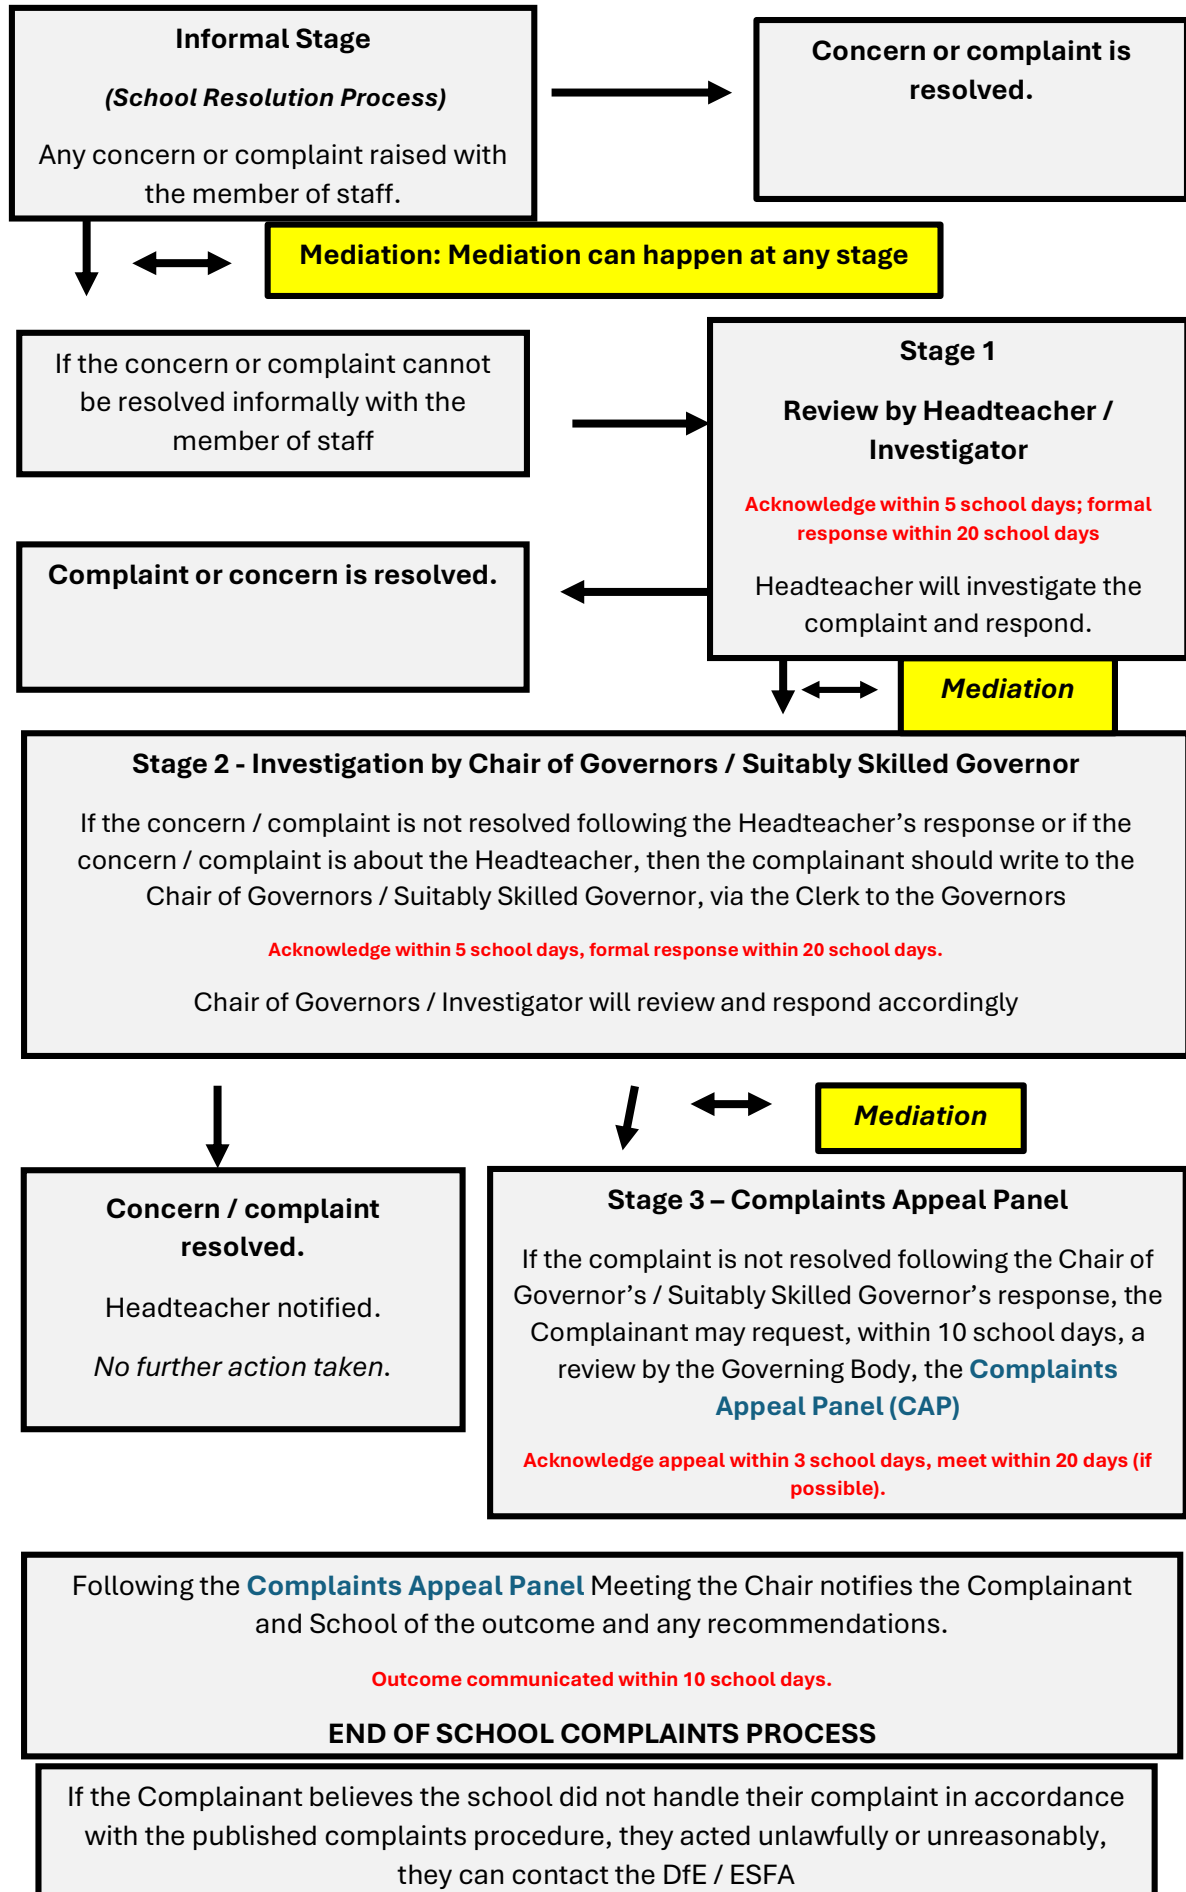 Informal Stage
(School Resolution Process)
Any concern or complaint raised with
the member of staff.
Concern or complaint is
resolved.
Mediation: Mediation can happen at any stage
If the concern or complaint cannot
be resolved informally with the
member of staff
Stage 1
Review by Headteacher /
Investigator
Acknowledge within 5 school days; formal
response within 20 school days
Headteacher will investigate the
complaint and respond.
Complaint or concern is resolved.
Mediation
Stage 2 - Investigation by Chair of Governors / Suitably Skilled Governor
If the concern / complaint is not resolved following the Headteacher’s response or if the
concern / complaint is about the Headteacher, then the complainant should write to the
Chair of Governors / Suitably Skilled Governor, via the Clerk to the Governors
Acknowledge within 5 school days, formal response within 20 school days.
Chair of Governors / Investigator will review and respond accordingly
Mediation
Concern / complaint
resolved.
Headteacher notified.
No further action taken.
Stage 3 – Complaints Appeal Panel
If the complaint is not resolved following the Chair of
Governor’s / Suitably Skilled Governor’s response, the
Complainant may request, within 10 school days, a
review by the Governing Body, the Complaints
Appeal Panel (CAP)
Acknowledge appeal within 3 school days, meet within 20 days (if
possible).
Following the Complaints Appeal Panel Meeting the Chair notifies the Complainant
and School of the outcome and any recommendations.
Outcome communicated within 10 school days.
END OF SCHOOL COMPLAINTS PROCESS
If the Complainant believes the school did not handle their complaint in accordance
with the published complaints procedure, they acted unlawfully or unreasonably,
they can contact the DfE / ESFA